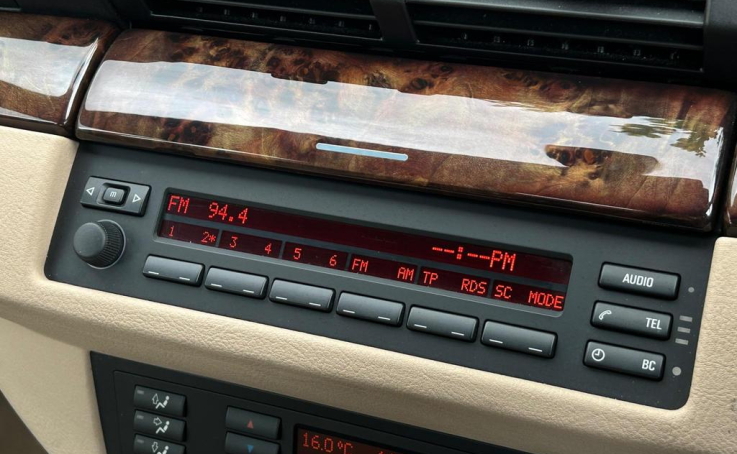 m
FM 94.4
--:--PM
1 2* 3 4 5 6 FM AM TP RDS SC MODE
AUDIO
TEL
BC
16.0°C